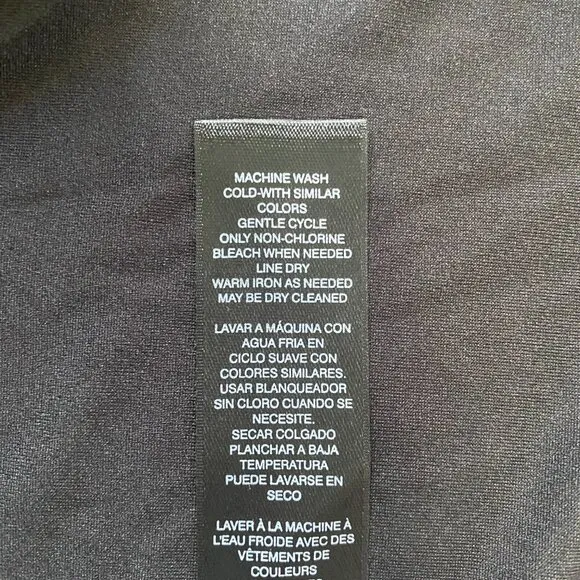 MACHINE WASH
COLD-WITH SIMILAR
COLORS
GENTLE CYCLE
ONLY NON-CHLORINE
BLEACH WHEN NEEDED
LINE DRY
WARM IRON AS NEEDED
MAY BE DRY CLEANED
LAVAR A MÁQUINA CON
AGUA FRIA EN
CICLO SUAVE CON
COLORES SIMILARES.
USAR BLANQUEADOR
SIN CLORO CUANDO SE
NECESITE.
SECAR COLGADO
PLANCHAR A BAJA
TEMPERATURA
PUEDE LAVARSE EN
SECO
LAVER À LA MACHINE À
L'EAU FROIDE AVEC DES
VÊTEMENTS DE
COULEURS